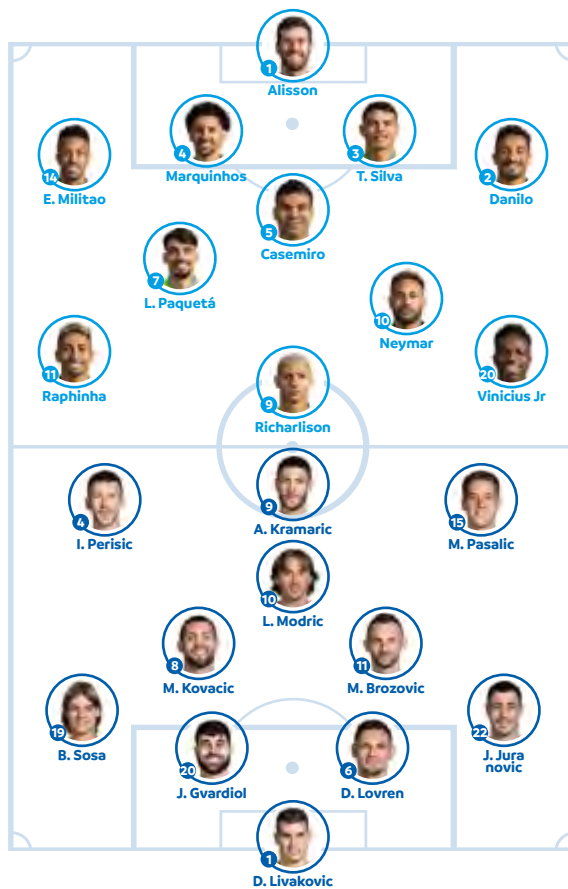 1
Alisson
4
Marquinhos
3
T. Silva
14
E. Militao
2
Danilo
5
Casemiro
7
L. Paquetá
10
Neymar
11
Raphinha
20
Vinicius Jr
9
Richarlison
9
A. Kramaric
4
I. Perisic
15
M. Pasalic
10
L. Modric
8
M. Kovacic
11
M. Brozovic
19
B. Sosa
22
J. Jura
novic
20
J. Gvardiol
6
D. Lovren
1
D. Livakovic